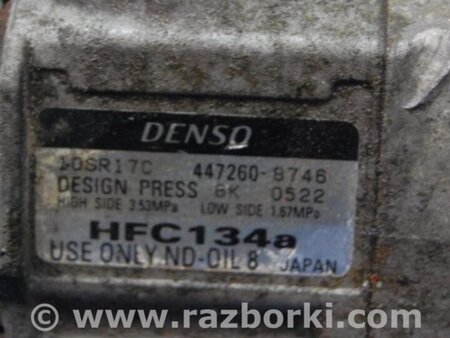 DENSO
10SR17C 447260-8746
DESIGN PRESS 6K 0522
HIGH SIDE 3.53MPa LOW SIDE 1.67MPa
HFC134a
USE ONLY ND-OIL 8 JAPAN
© www.razborki.com